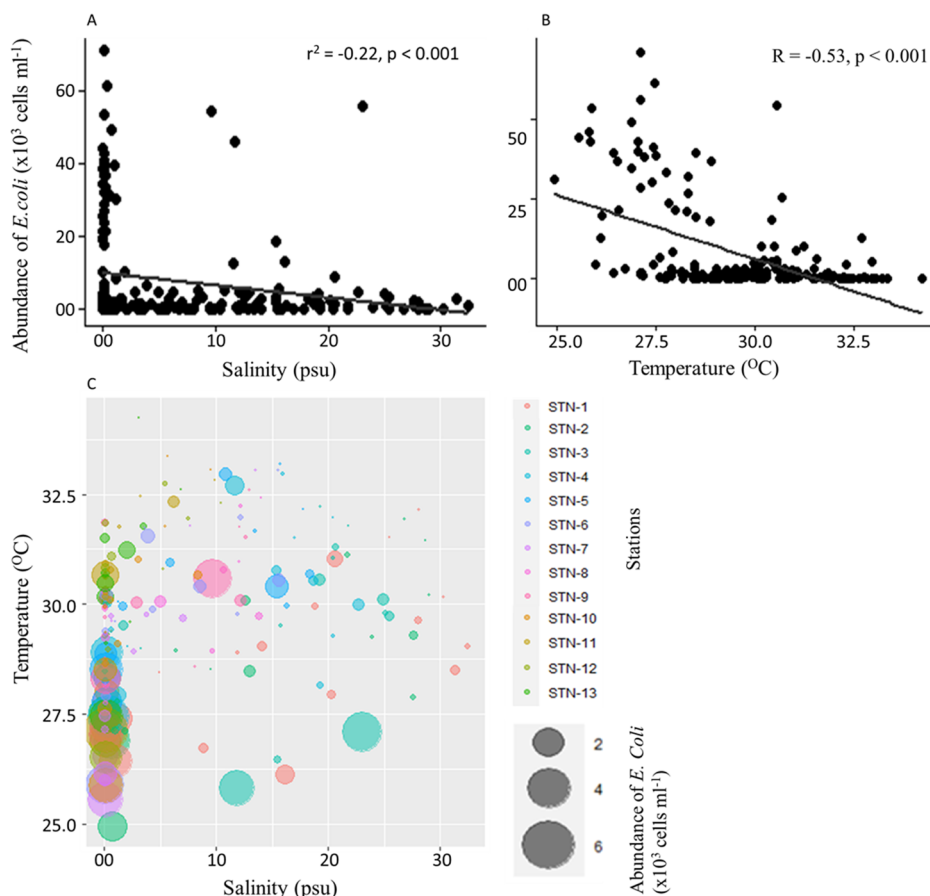 A
r² = -0.22, p < 0.001
Abundance of E.coli (x10³ cells ml⁻¹)
60
40
20
00
00 10 20 30
Salinity (psu)
B
R = -0.53, p < 0.001
50
25
00
25.0 27.5 30.0 32.5
Temperature (ᴼC)
C
Temperature (ᴼC)
32.5
30.0
27.5
25.0
00 10 20 30
Salinity (psu)
STN-1
STN-2
STN-3
STN-4
STN-5
STN-6
STN-7
STN-8
STN-9
STN-10
STN-11
STN-12
STN-13
Stations
2
4
6
Abundance of E. Coli
(x10³ cells ml⁻¹)